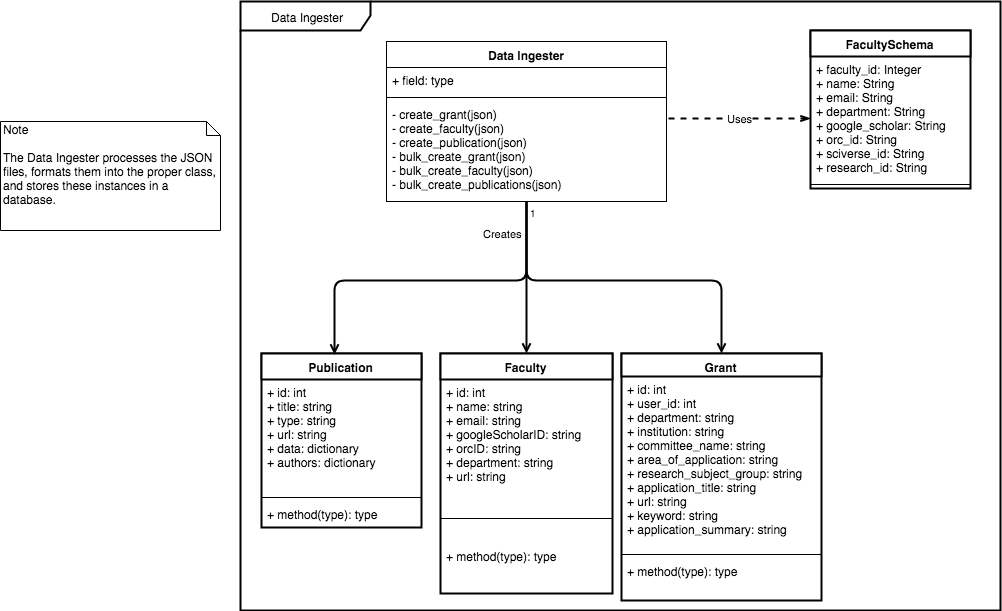 Data Ingester
Data Ingester
+ field: type
- create_grant(json)
- create_faculty(json)
- create_publication(json)
- bulk_create_grant(json)
- bulk_create_faculty(json)
- bulk_create_publications(json)
Uses
FacultySchema
+ faculty_id: Integer
+ name: String
+ email: String
+ department: String
+ google_scholar: String
+ orc_id: String
+ sciverse_id: String
+ research_id: String
Note
The Data Ingester processes the JSON
files, formats them into the proper class,
and stores these instances in a
database.
1
Creates
Publication
+ id: int
+ title: string
+ type: string
+ url: string
+ data: dictionary
+ authors: dictionary
+ method(type): type
Faculty
+ id: int
+ name: string
+ email: string
+ googleScholarID: string
+ orcID: string
+ department: string
+ url: string
+ method(type): type
Grant
+ id: int
+ user_id: int
+ department: string
+ institution: string
+ committee_name: string
+ area_of_application: string
+ research_subject_group: string
+ application_title: string
+ url: string
+ keyword: string
+ application_summary: string
+ method(type): type